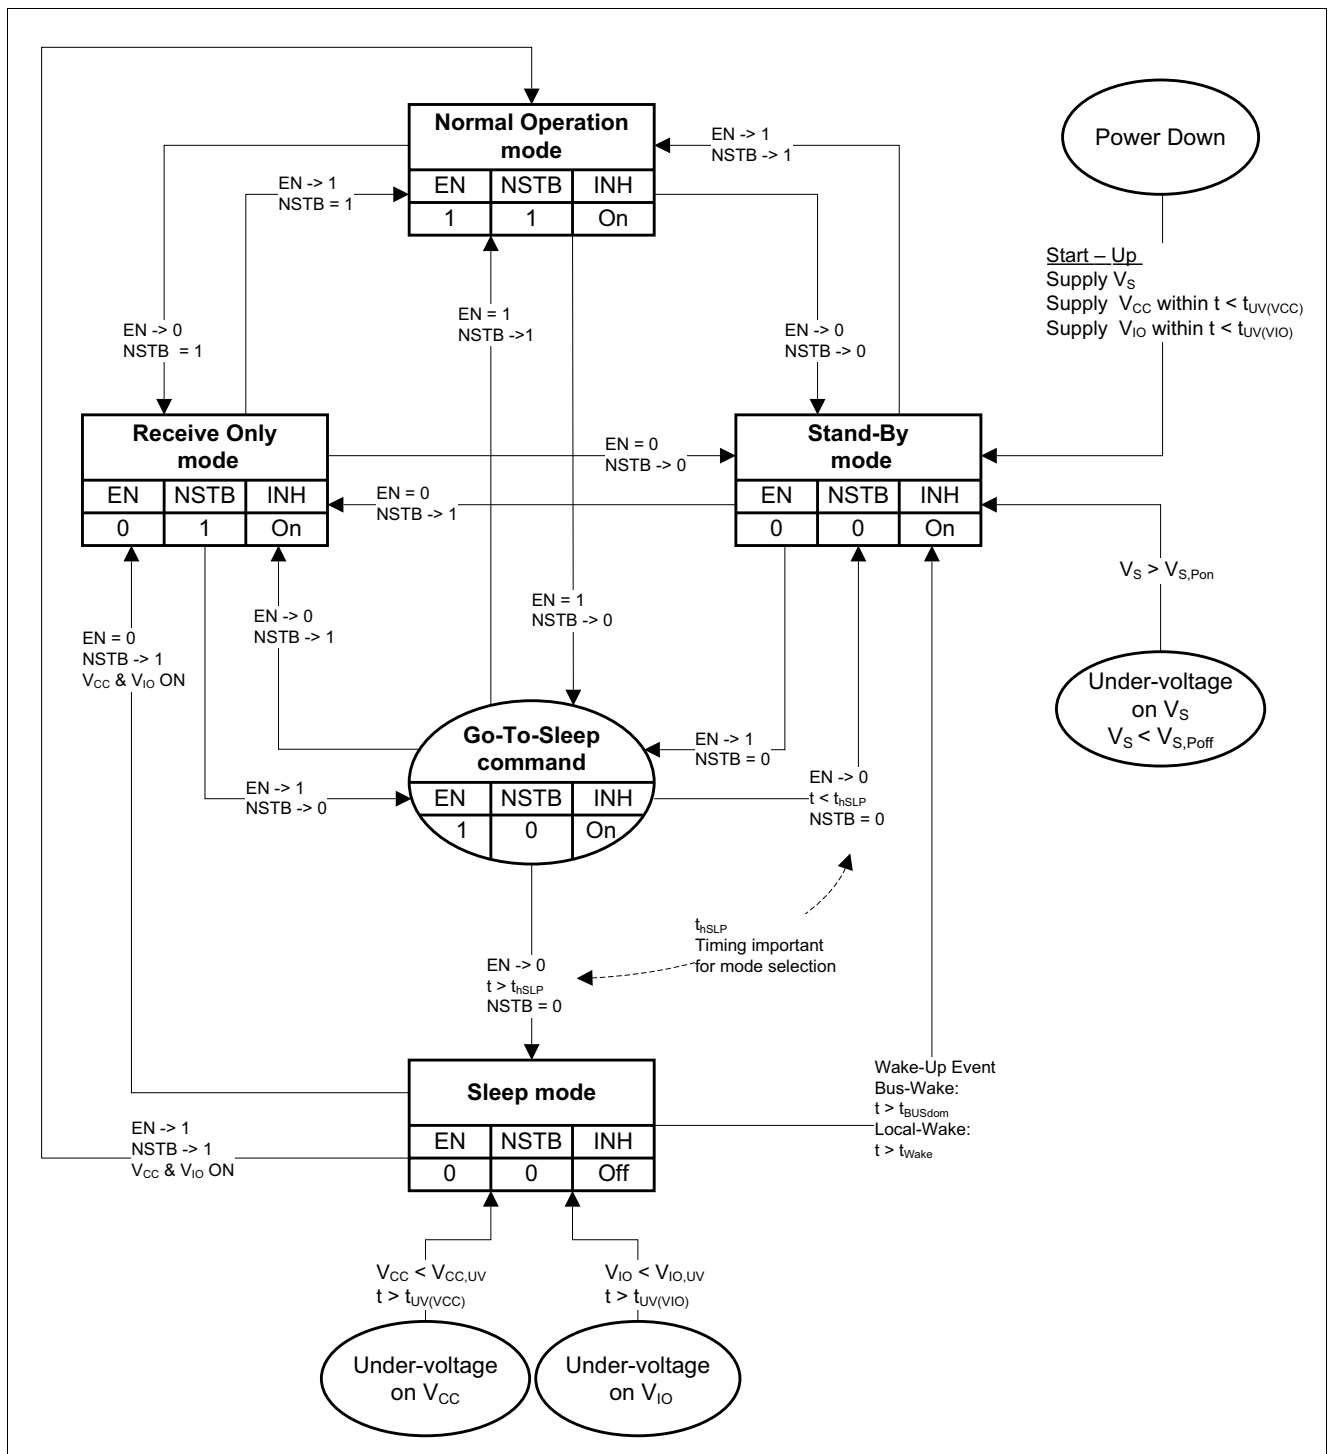 Normal Operation
mode
EN NSTB INH
1 1 On
EN -> 1
NSTB -> 1
Power Down
EN -> 1
NSTB = 1
Start – Up
Supply VS
Supply VCC within t < tUV(VCC)
Supply VIO within t < tUV(VIO)
EN -> 0
NSTB = 1
EN = 1
NSTB ->1
EN -> 0
NSTB -> 0
Receive Only
mode
EN NSTB INH
0 1 On
EN = 0
NSTB -> 0
EN = 0
NSTB -> 1
Stand-By
mode
EN NSTB INH
0 0 On
VS > VS,Pon
EN = 0
NSTB -> 1
VCC & VIO ON
EN -> 0
NSTB -> 1
EN = 1
NSTB -> 0
Under-voltage
on VS
VS < VS,Poff
Go-To-Sleep
command
EN NSTB INH
1 0 On
EN -> 1
NSTB = 0
EN -> 1
NSTB -> 0
EN -> 0
t < thSLP
NSTB = 0
thSLP
Timing important
for mode selection
EN -> 0
t > thSLP
NSTB = 0
Sleep mode
EN NSTB INH
0 0 Off
Wake-Up Event
Bus-Wake:
t > tBUSdom
Local-Wake:
t > tWake
EN -> 1
NSTB -> 1
VCC & VIO ON
VCC < VCC,UV
t > tUV(VCC)
VIO < VIO,UV
t > tUV(VIO)
Under-voltage
on VCC
Under-voltage
on VIO